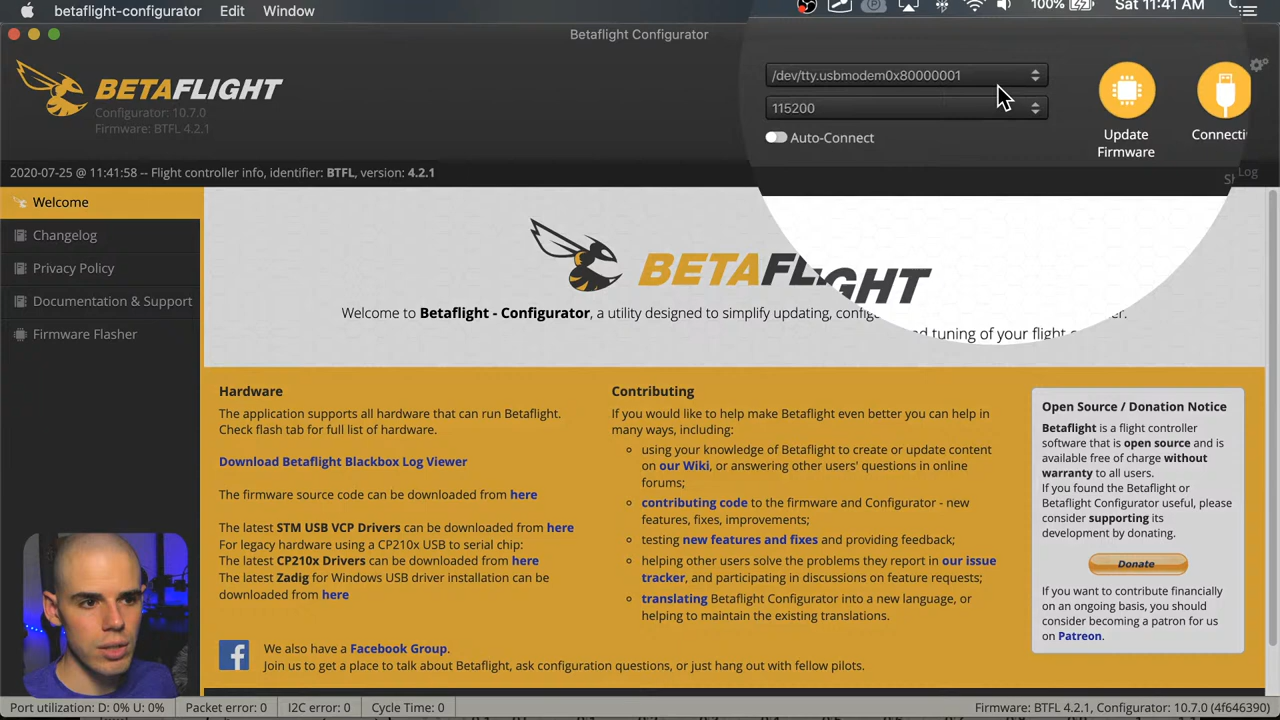 betaflight-configurator Edit Window
100% Sat 11:41 AM
Betaflight Configurator
BETAFLIGHT
Configurator: 10.7.0
Firmware: BTFL 4.2.1
/dev/tty.usbmodem0x80000001
115200
Auto-Connect
Update
Firmware
Connecti
2020-07-25 @ 11:41:58 -- Flight controller info, identifier: BTFL, version: 4.2.1
Log
Welcome
Changelog
Privacy Policy
Documentation & Support
Firmware Flasher
BETAFLIGHT
Welcome to Betaflight - Configurator, a utility designed to simplify updating, config
er.
nd tuning of your flight c
Hardware
The application supports all hardware that can run Betaflight.
Check flash tab for full list of hardware.
Download Betaflight Blackbox Log Viewer
The firmware source code can be downloaded from here
The latest STM USB VCP Drivers can be downloaded from here
For legacy hardware using a CP210x USB to serial chip:
The latest CP210x Drivers can be downloaded from here
The latest Zadig for Windows USB driver installation can be
downloaded from here
Contributing
If you would like to help make Betaflight even better you can help in
many ways, including:
using your knowledge of Betaflight to create or update content
on our Wiki, or answering other users' questions in online
forums;
contributing code to the firmware and Configurator - new
features, fixes, improvements;
testing new features and fixes and providing feedback;
helping other users solve the problems they report in our issue
tracker, and participating in discussions on feature requests;
translating Betaflight Configurator into a new language, or
helping to maintain the existing translations.
Open Source / Donation Notice
Betaflight is a flight controller
software that is open source and is
available free of charge without
warranty to all users.
If you found the Betaflight or
Betaflight Configurator useful, please
consider supporting its
development by donating.
Donate
If you want to contribute financially
on an ongoing basis, you should
consider becoming a patron for us
on Patreon.
We also have a Facebook Group.
Join us to get a place to talk about Betaflight, ask configuration questions, or just hang out with fellow pilots.
Port utilization: D: 0% U: 0% Packet error: 0 I2C error: 0 Cycle Time: 0
Firmware: BTFL 4.2.1, Configurator: 10.7.0 (4f646390)